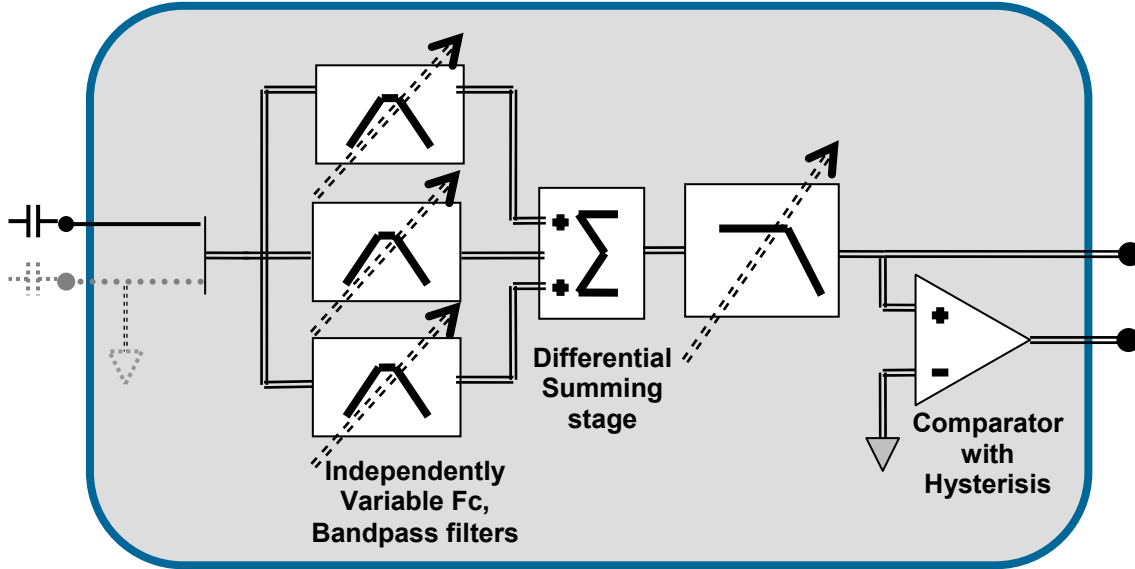 Differential
Summing
stage
Comparator
with
Hysterisis
Independently
Variable Fc,
Bandpass filters